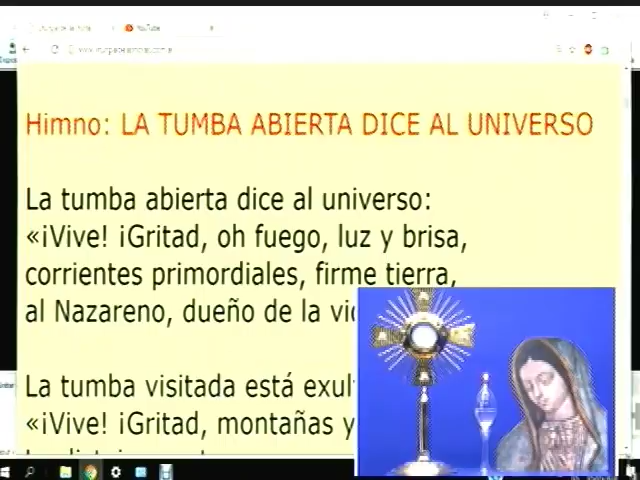 YouTube
Himno: LA TUMBA ABIERTA DICE AL UNIVERSO
La tumba abierta dice al universo:
«¡Vive! ¡Gritad, oh fuego, luz y brisa,
corrientes primordiales, firme tierra,
al Nazareno, dueño de la
La tumba visitada está
«¡Vive! ¡Gritad, montañas y